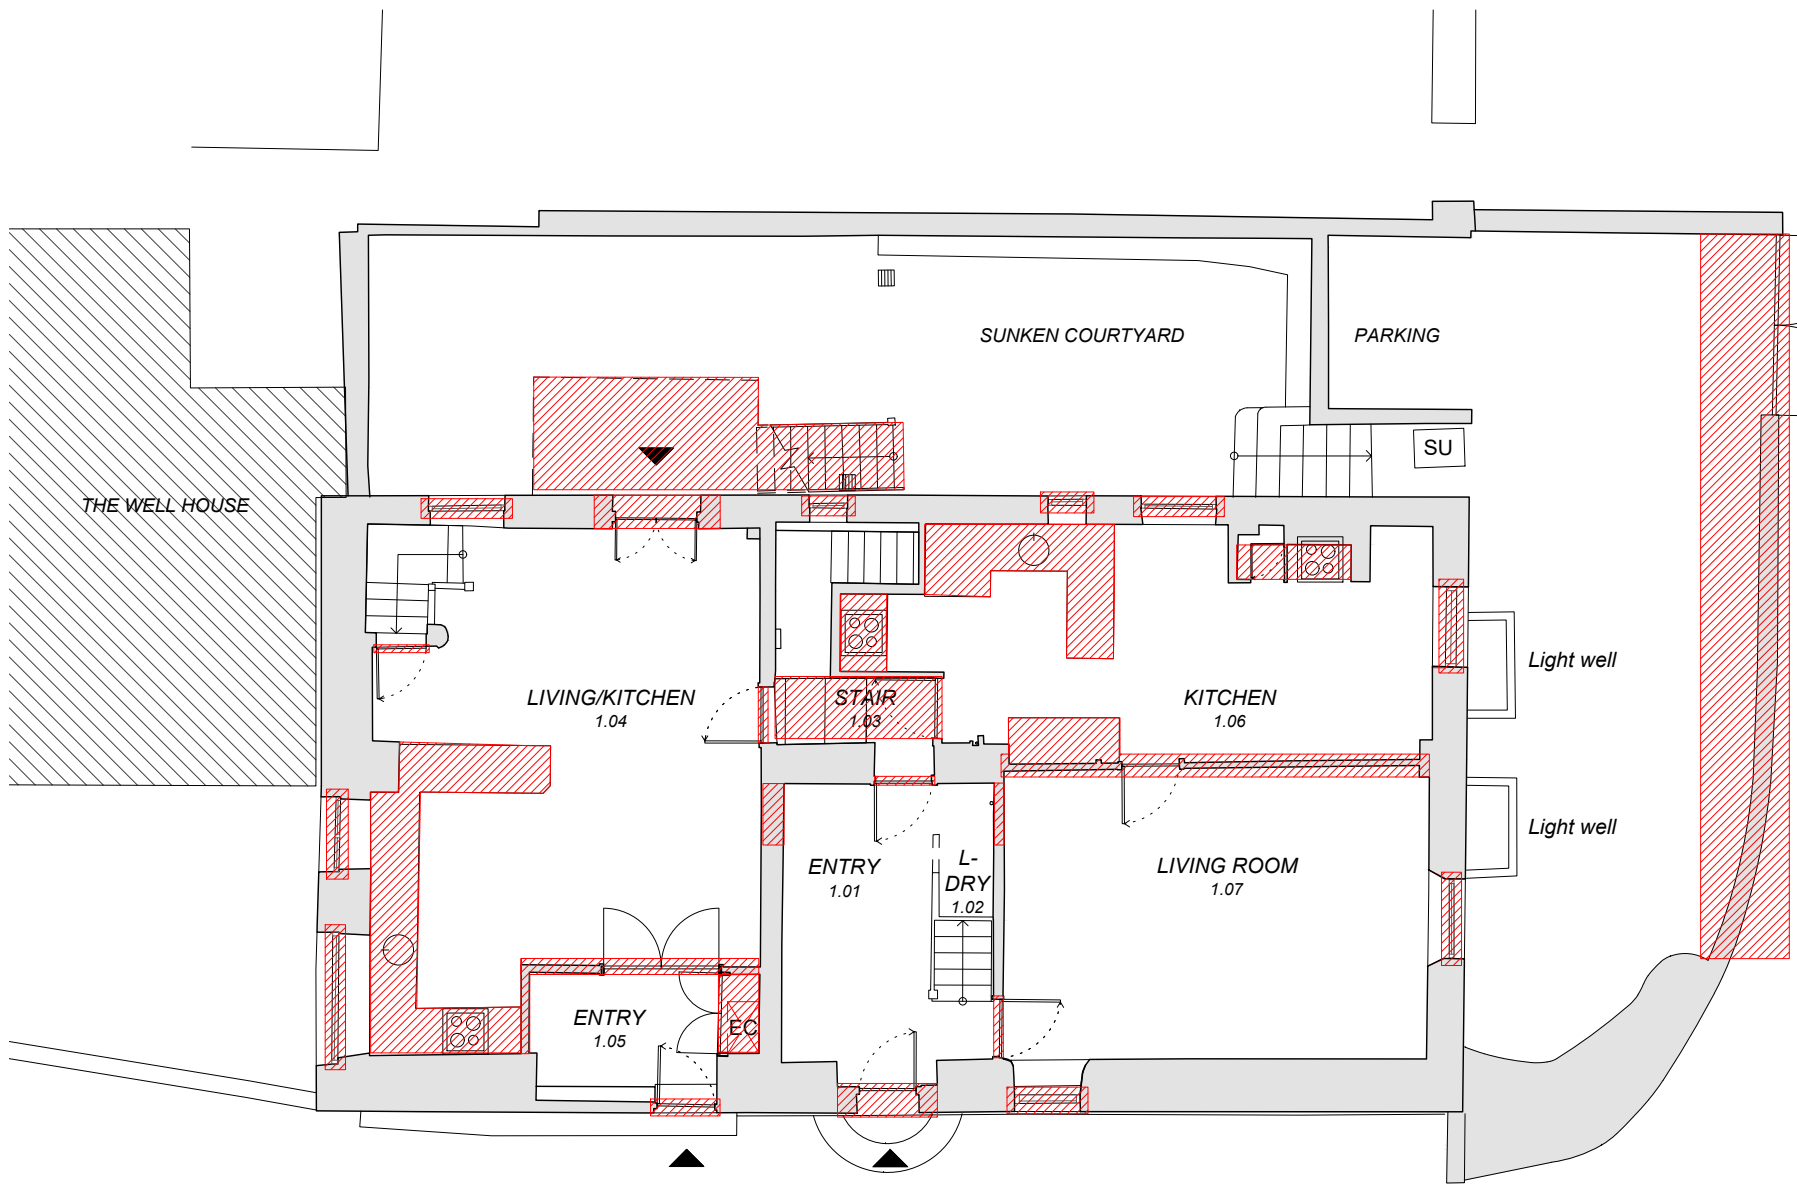 SUNKEN COURTYARD
PARKING
SU
THE WELL HOUSE
Light well
LIVING/KITCHEN
1.04
STAIR
1.03
KITCHEN
1.06
Light well
ENTRY
1.01
L-
DRY
1.02
LIVING ROOM
1.07
ENTRY
1.05
EC